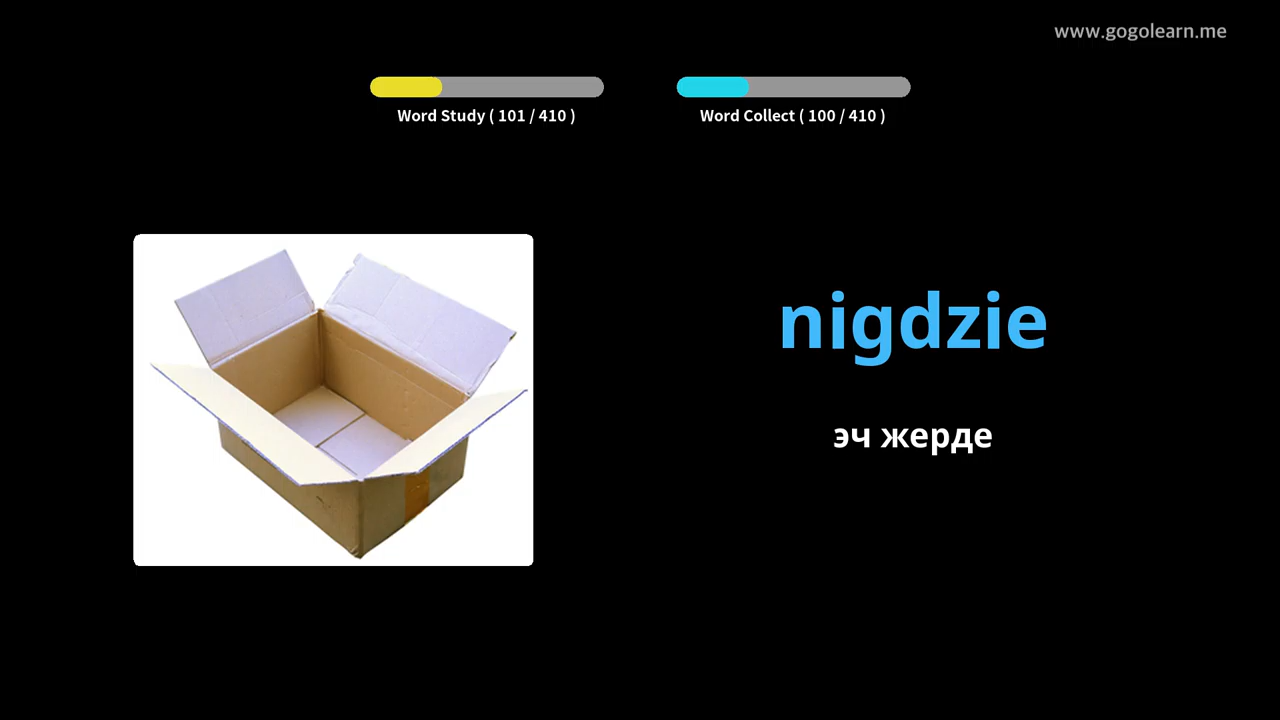 www.gogolearn.me
Word Study ( 101 / 410 )
Word Collect ( 100 / 410 )
nigdzie
эч жерде